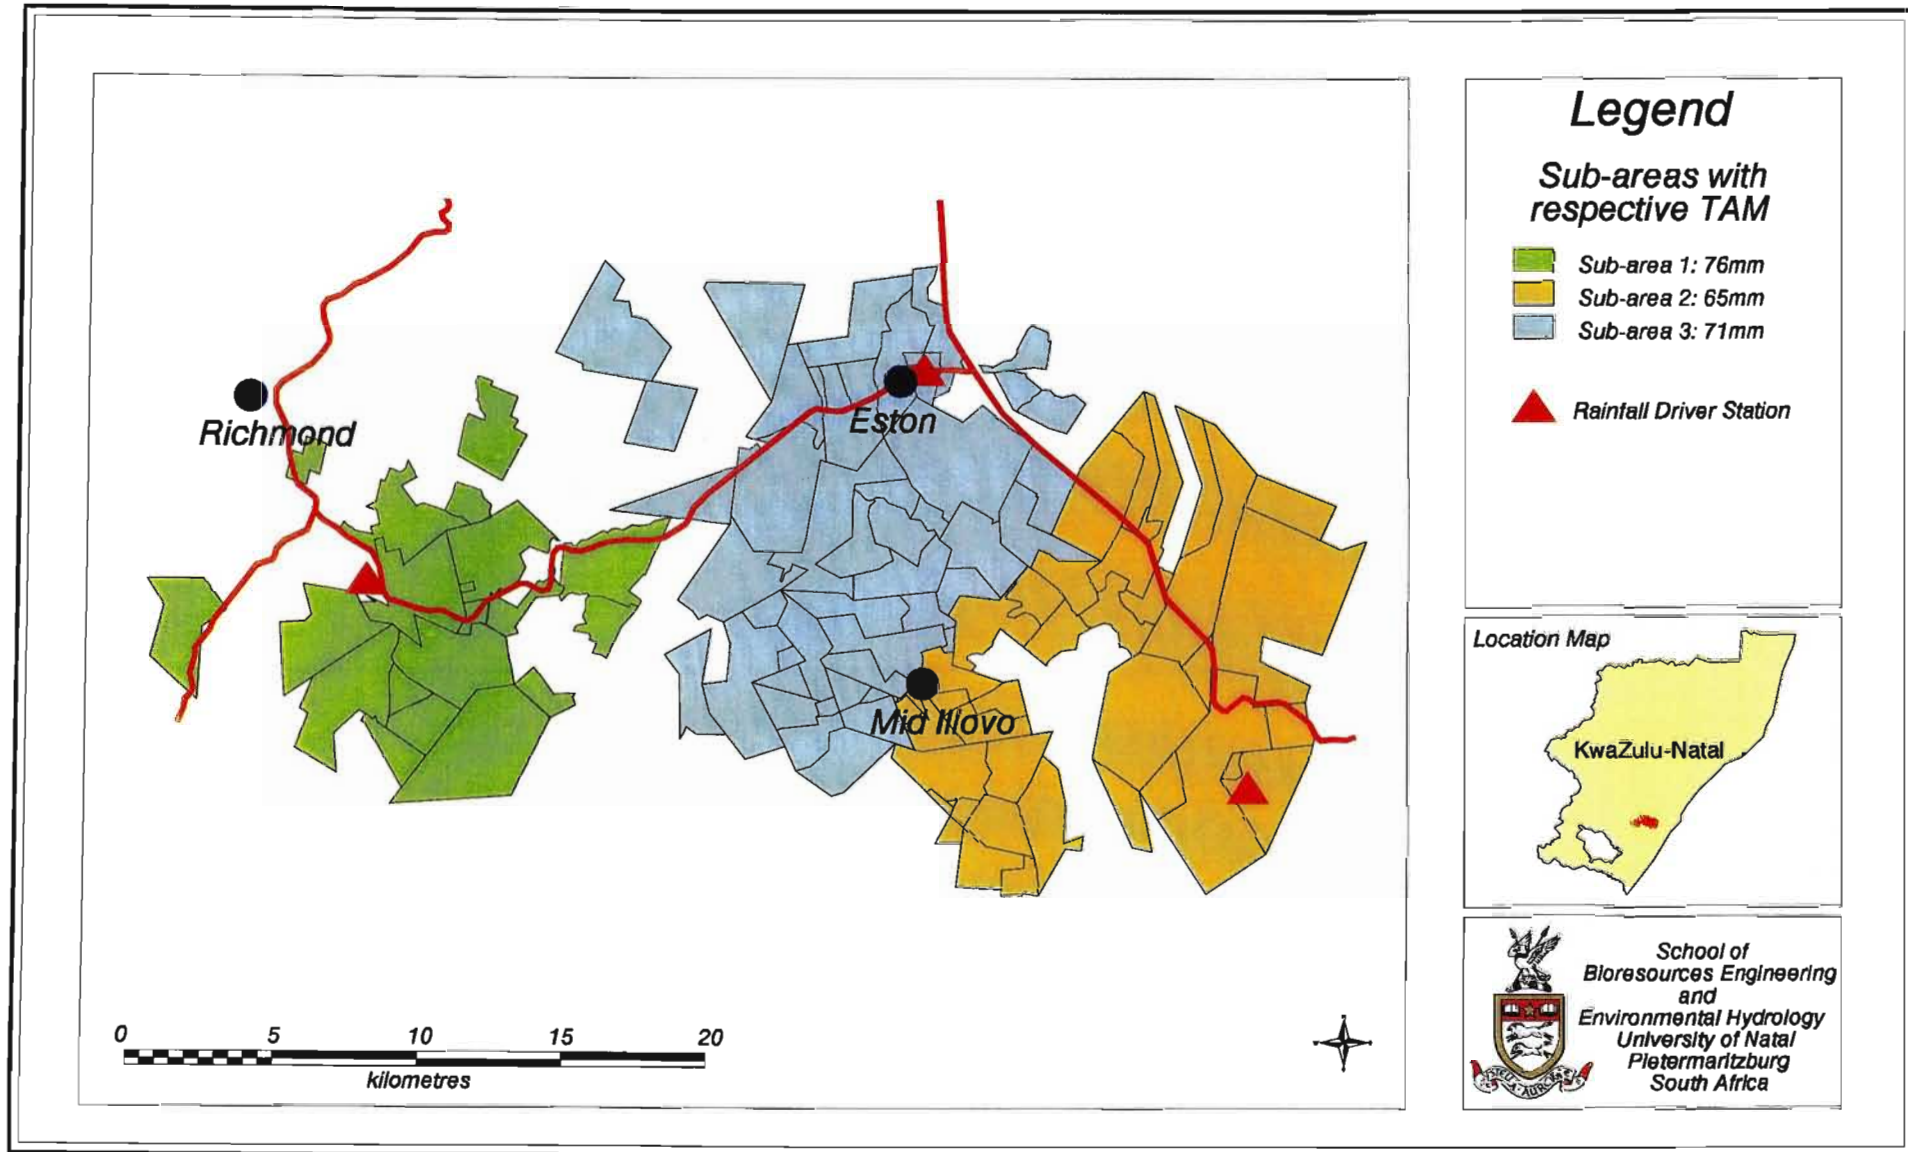 Legend
Sub-areas with
respective TAM
Sub-area 1: 76mm
Sub-area 2: 65mm
Sub-area 3: 71mm
Rainfall Driver Station
Richmond
Eston
Mid Illovo
0 5 10 15 20
kilometres
Location Map
KwaZulu-Natal
School of
Bioresources Engineering
and
Environmental Hydrology
University of Natal
Pietermaritzburg
South Africa